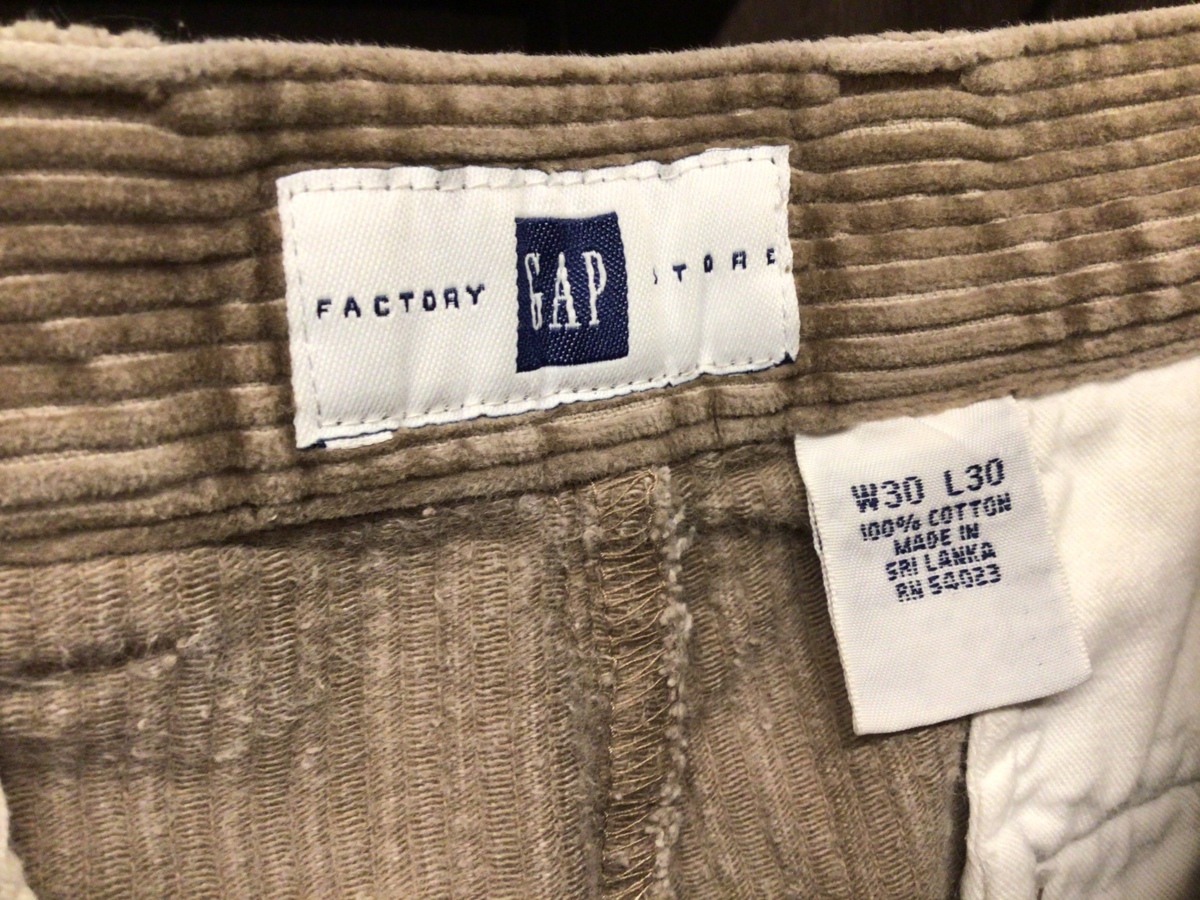 FACTORY GAP STORE
W30 L30
100% COTTON
MADE IN
SRI LANKA
RN 54023